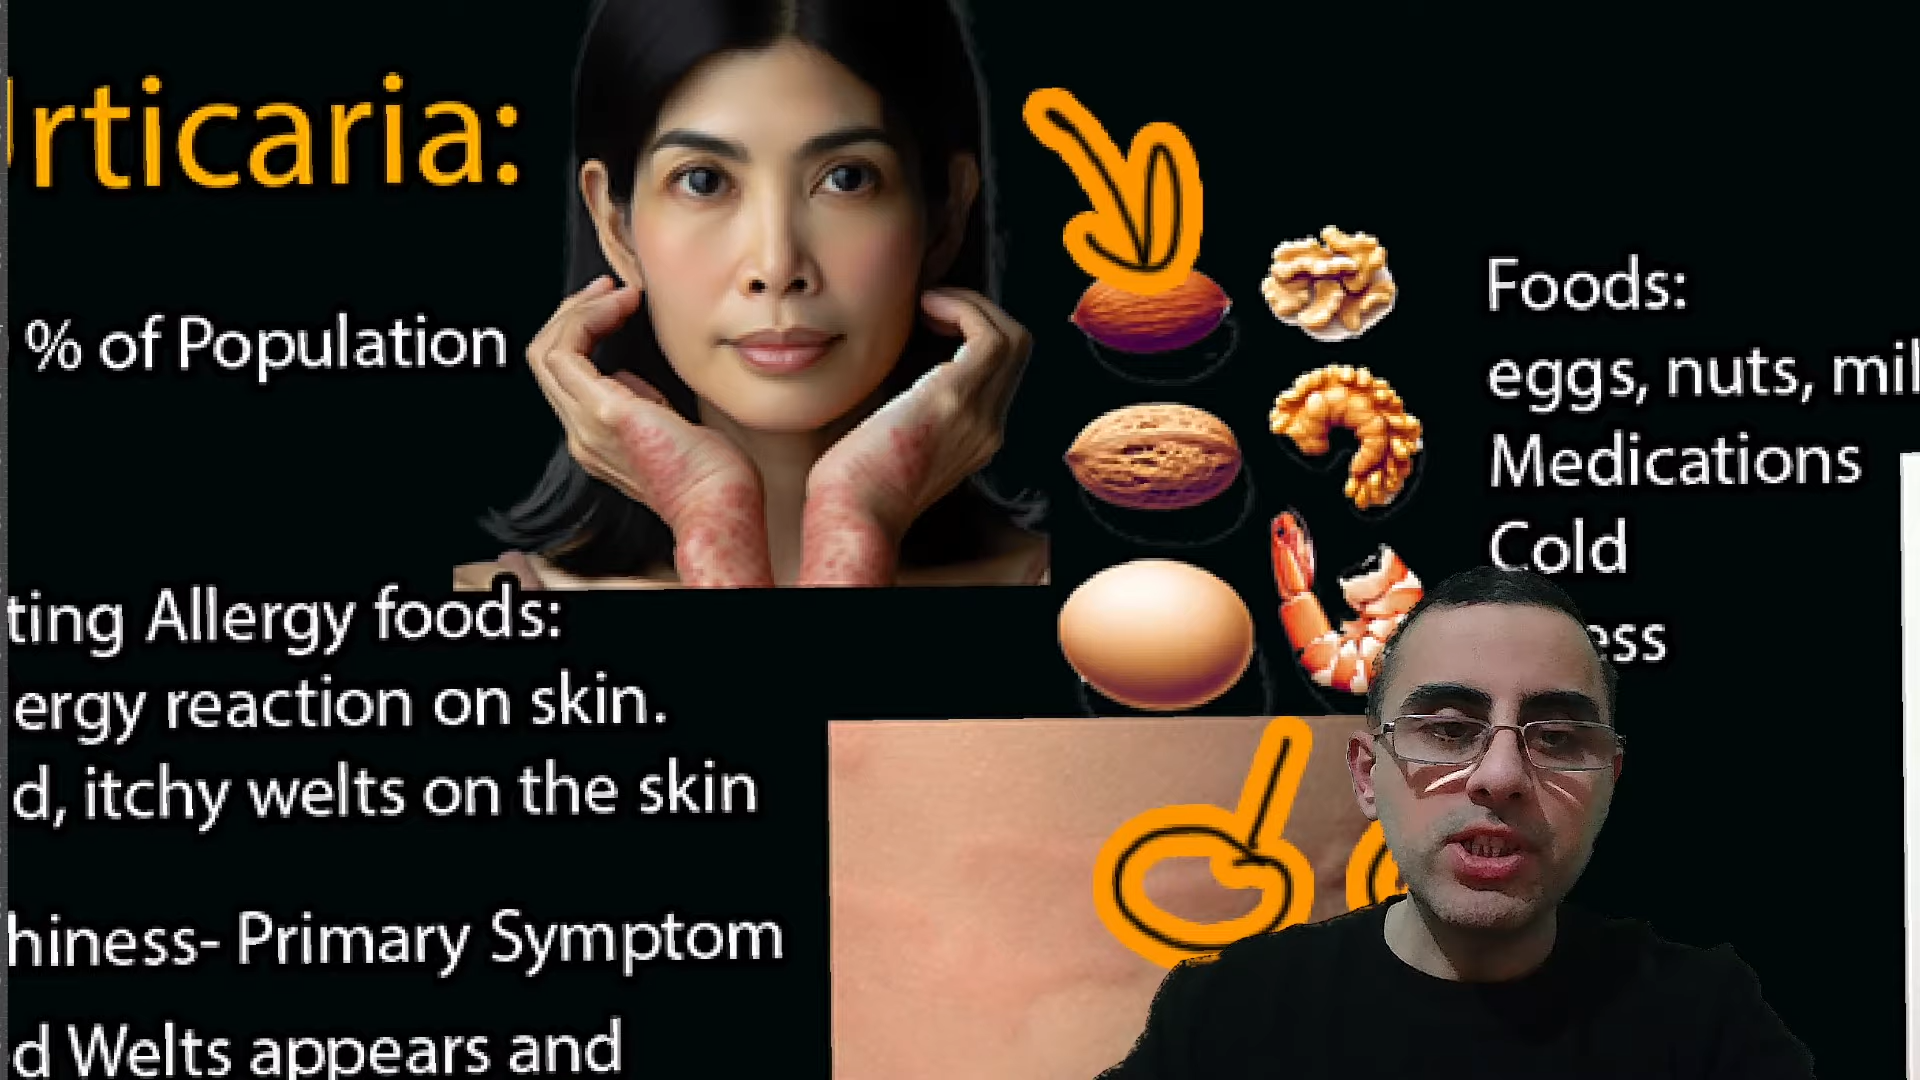 Urticaria:
% of Population
Foods:
eggs, nuts, mil
Medications
Cold
ess
ting Allergy foods:
ergy reaction on skin.
d, itchy welts on the skin
hiness- Primary Symptom
d Welts appears and